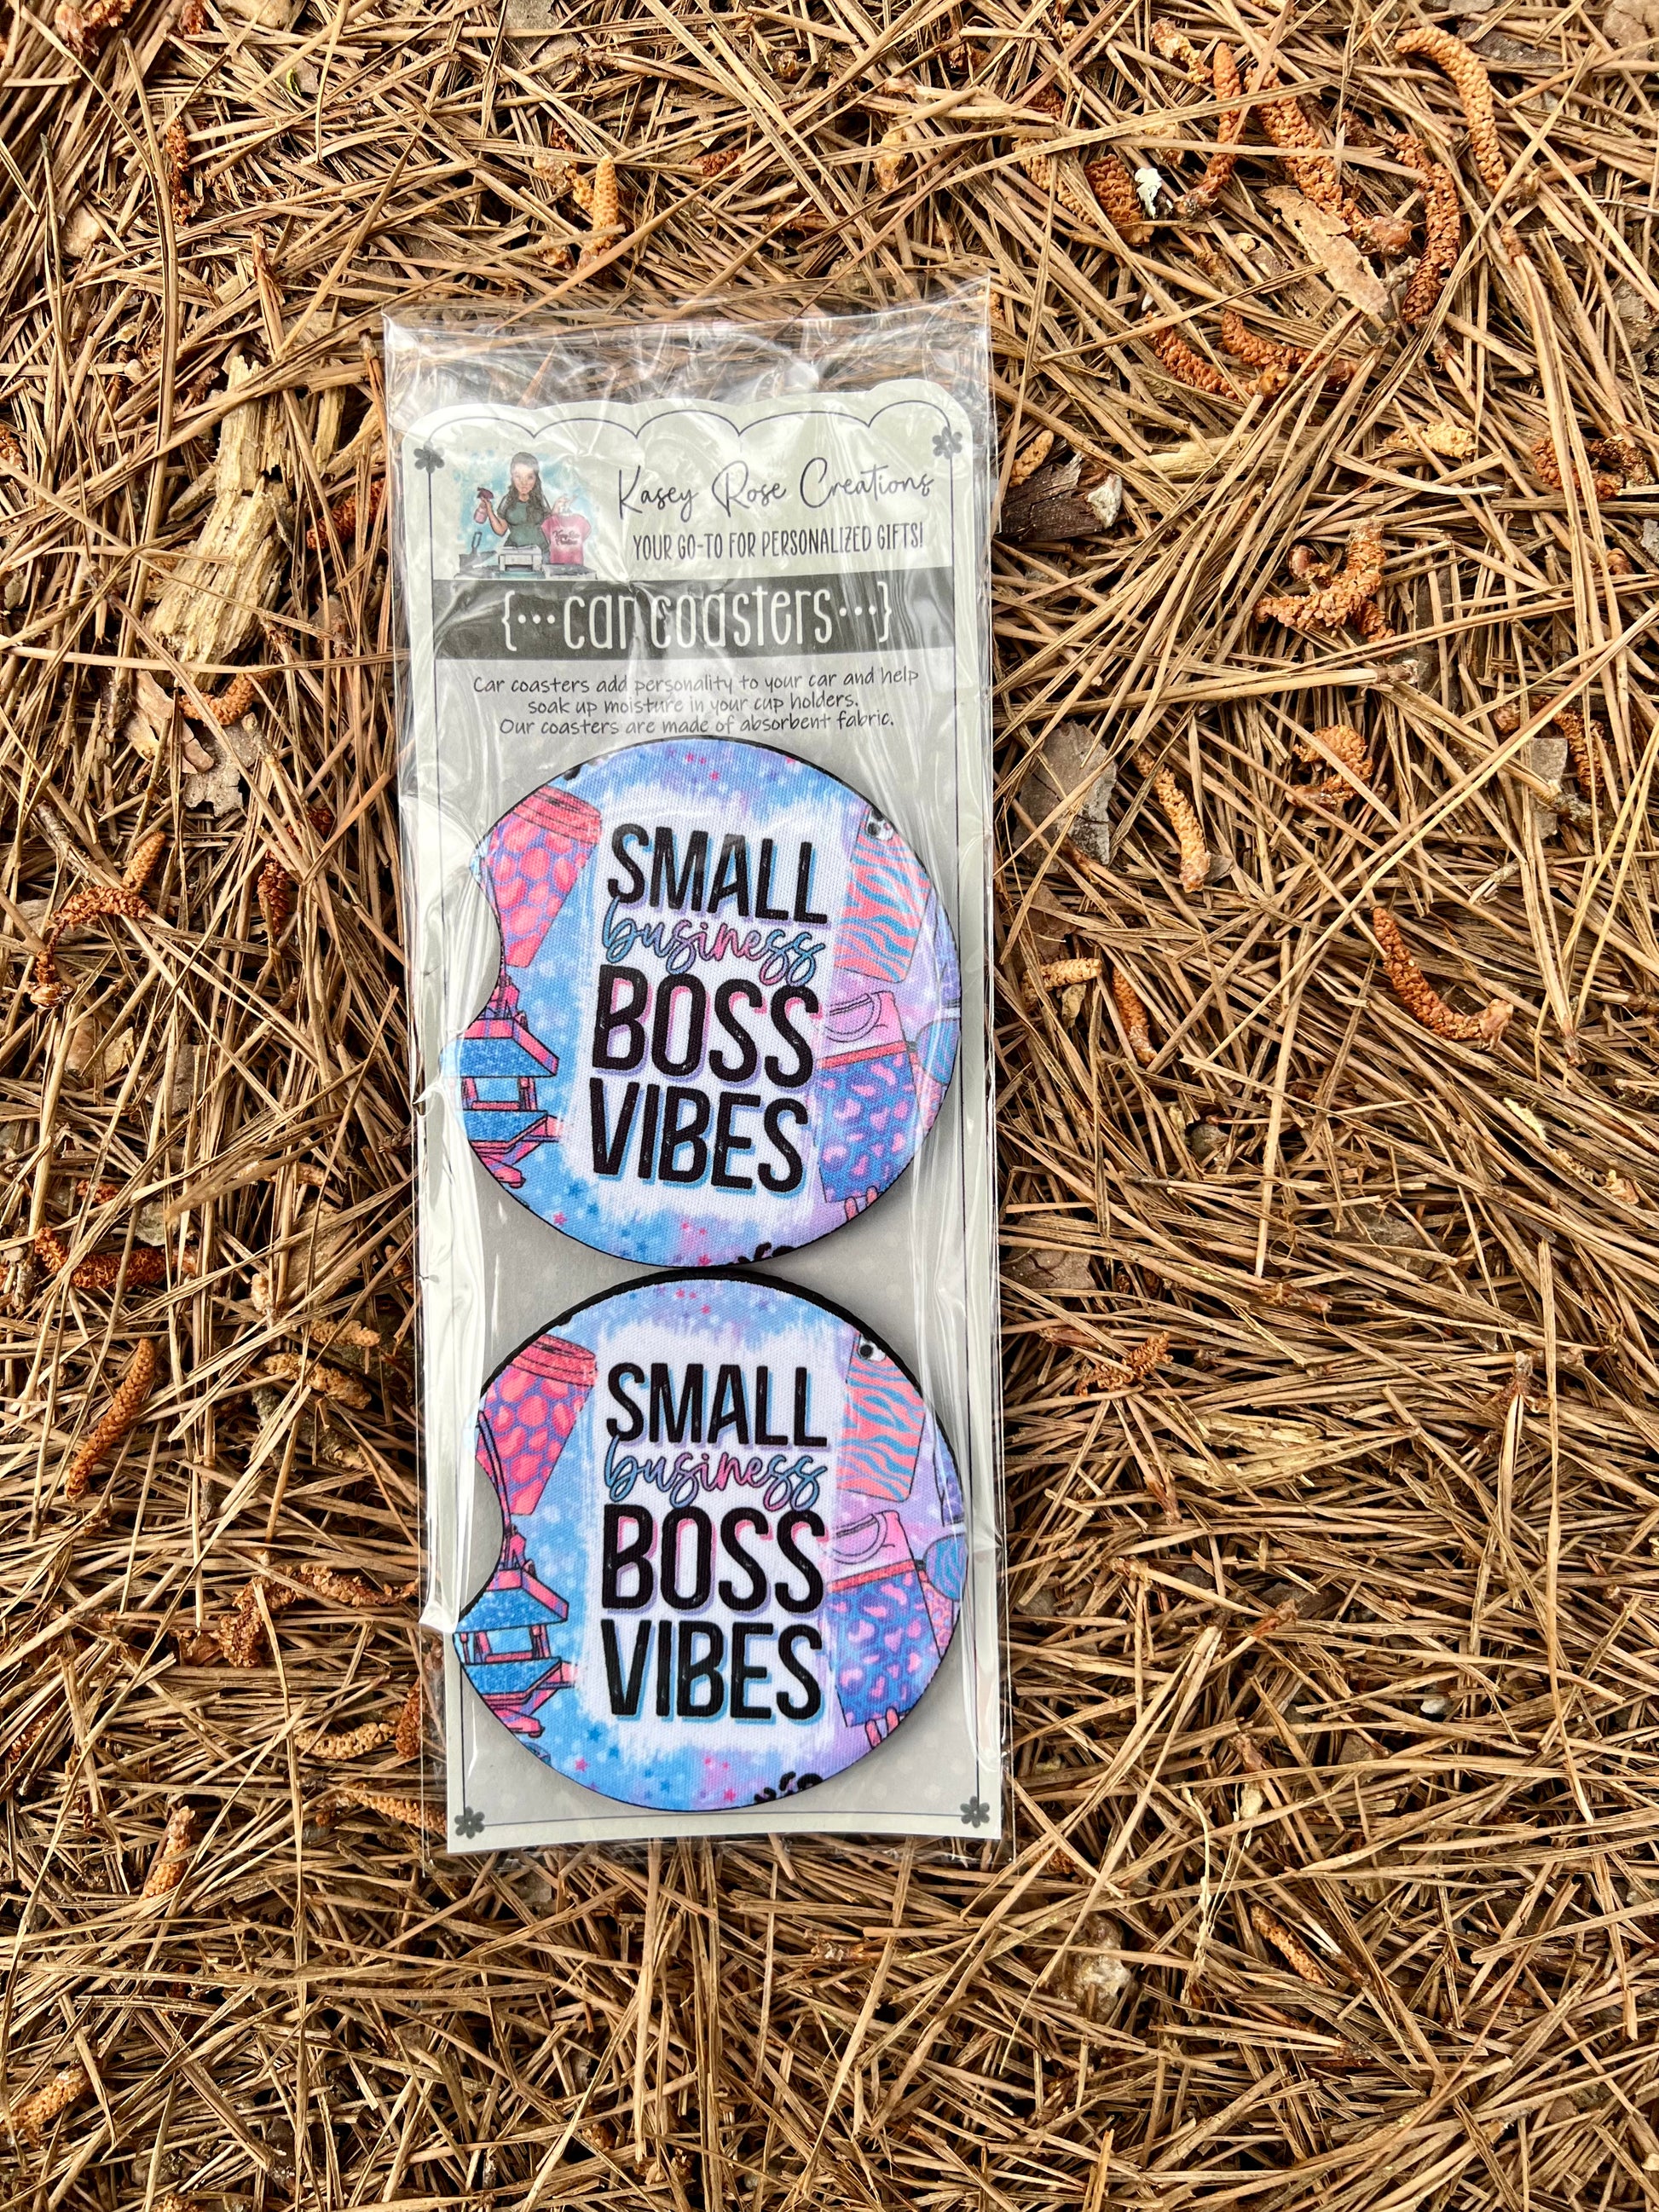 Kasey Rose Creations
YOUR GO-TO FOR PERSONALIZED GIFTS!
{···car coasters···}
Car coasters add personality to your car and help
soak up moisture in your cup holders.
Our coasters are made of absorbent fabric.
SMALL
business
BOSS
VIBES
SMALL
business
BOSS
VIBES